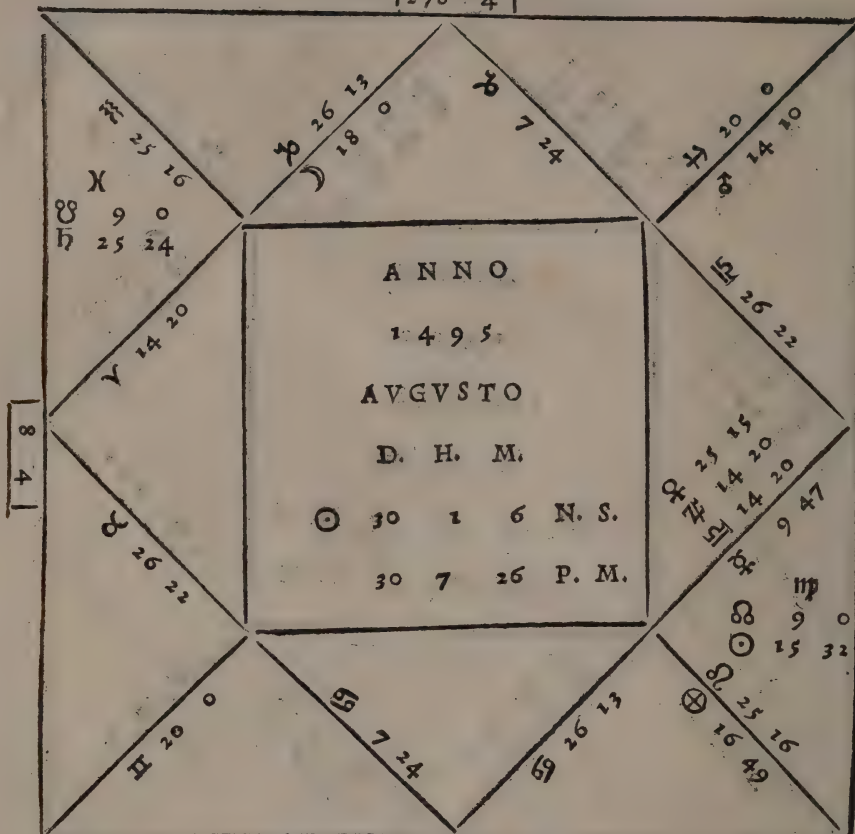 276 4
♒ 25 16
♓
☋ 9 0
♄ 25 24
♑ 26 13
☽ 18 0
♑ 7 24
♐ 20 0
♂ 14 10
♈ 14 20
♏ 26 22
8 4
ANNO
1495
AVGVSTO
D. H. M.
☉ 30 1 6 N. S.
30 7 26 P. M.
♀ 25 15
♃ 14 20
♎ 14 20
☿ 9 47
♍
☊ 9 0
☉ 15 32
♌ 25 16
⊕ 16 49
♉ 26 22
♊ 20 0
♋ 7 24
♋ 26 13